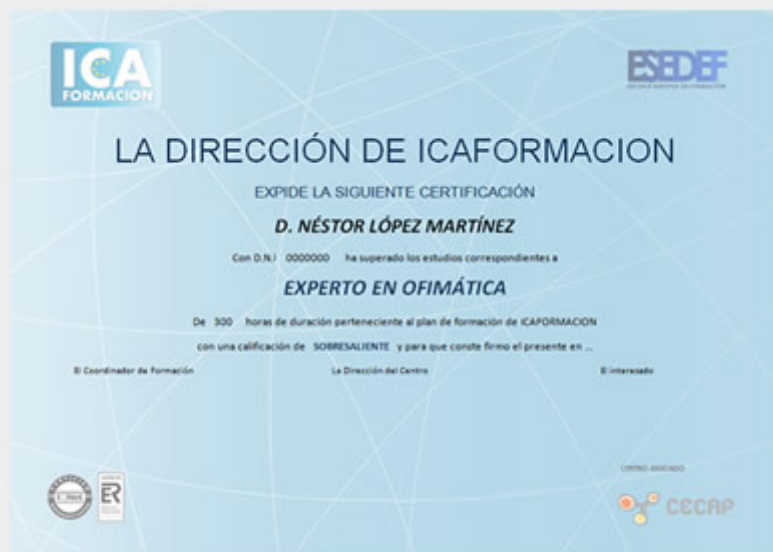 ICA
FORMACION
ESEDEF
LA DIRECCIÓN DE ICAFORMACION
EXPIDE LA SIGUIENTE CERTIFICACIÓN
D. NÉSTOR LÓPEZ MARTÍNEZ
Con D.N.I 0000000 ha superado los estudios correspondientes a
EXPERTO EN OFIMÁTICA
De 300 horas de duración perteneciente al plan de formación de ICAFORMACION
con una calificación de SOBRESALIENTE y para que conste firmo el presente en ...
El Coordinador de Formación La Dirección del Centro El interesado
CENTRO ASOCIADO
ER
CECAP